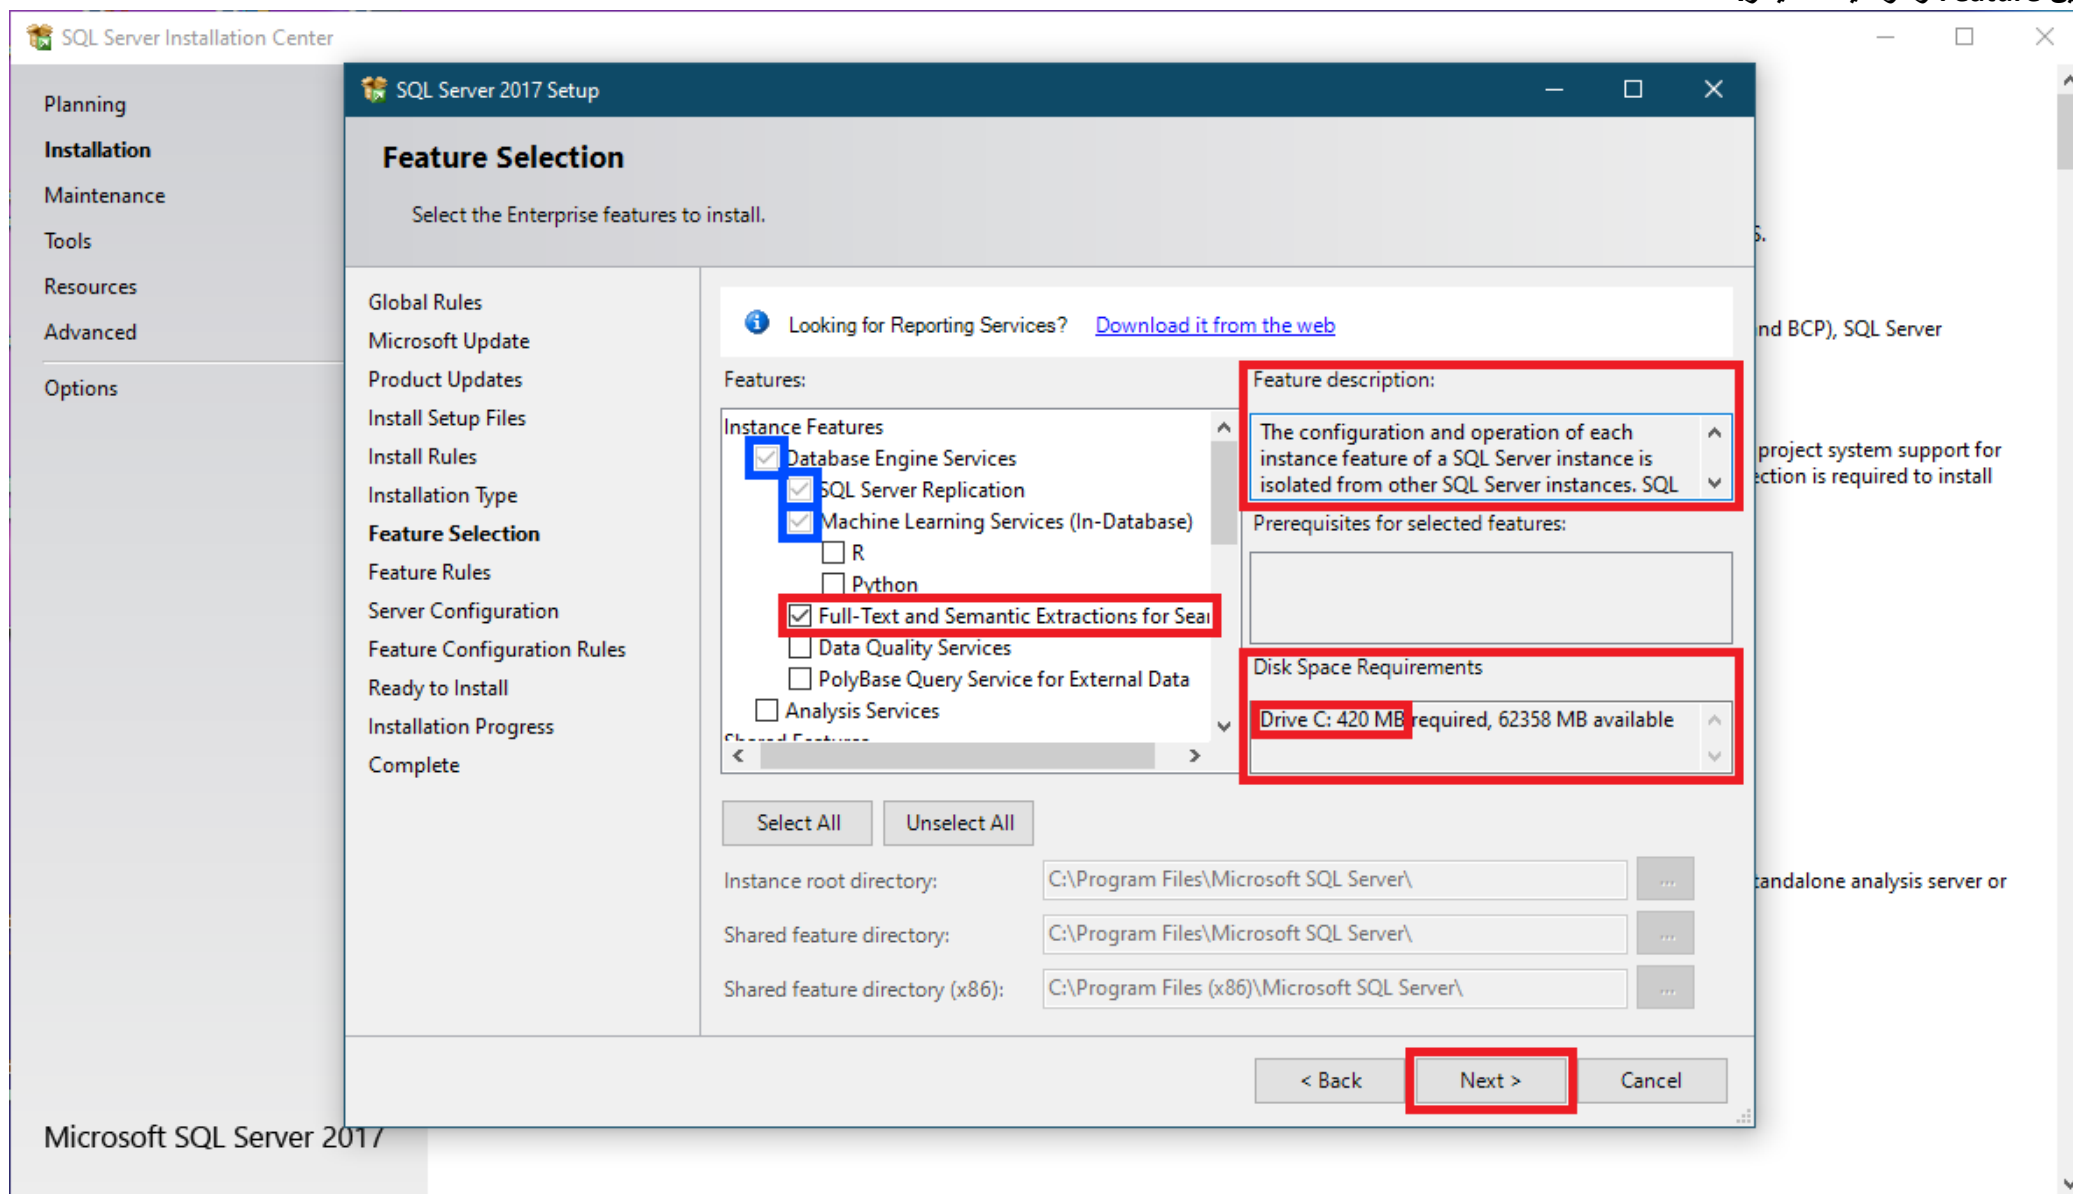 Feature
SQL Server Installation Center
SQL Server 2017 Setup
Planning
Installation
Maintenance
Tools
Resources
Advanced
Options
Feature Selection
Select the Enterprise features to install.
Global Rules
Microsoft Update
Product Updates
Install Setup Files
Install Rules
Installation Type
Feature Selection
Feature Rules
Server Configuration
Feature Configuration Rules
Ready to Install
Installation Progress
Complete
Looking for Reporting Services? Download it from the web
Features:
Instance Features
Database Engine Services
SQL Server Replication
Machine Learning Services (In-Database)
R
Python
Full-Text and Semantic Extractions for Sear
Data Quality Services
PolyBase Query Service for External Data
Analysis Services
Shared Features
Feature description:
The configuration and operation of each
instance feature of a SQL Server instance is
isolated from other SQL Server instances. SQL
Prerequisites for selected features:
Disk Space Requirements
Drive C: 420 MB required, 62358 MB available
Select All
Unselect All
Instance root directory: C:\Program Files\Microsoft SQL Server\ ...
Shared feature directory: C:\Program Files\Microsoft SQL Server\ ...
Shared feature directory (x86): C:\Program Files (x86)\Microsoft SQL Server\ ...
< Back
Next >
Cancel
s.
nd BCP), SQL Server
project system support for
ection is required to install
tandalone analysis server or
Microsoft SQL Server 2017